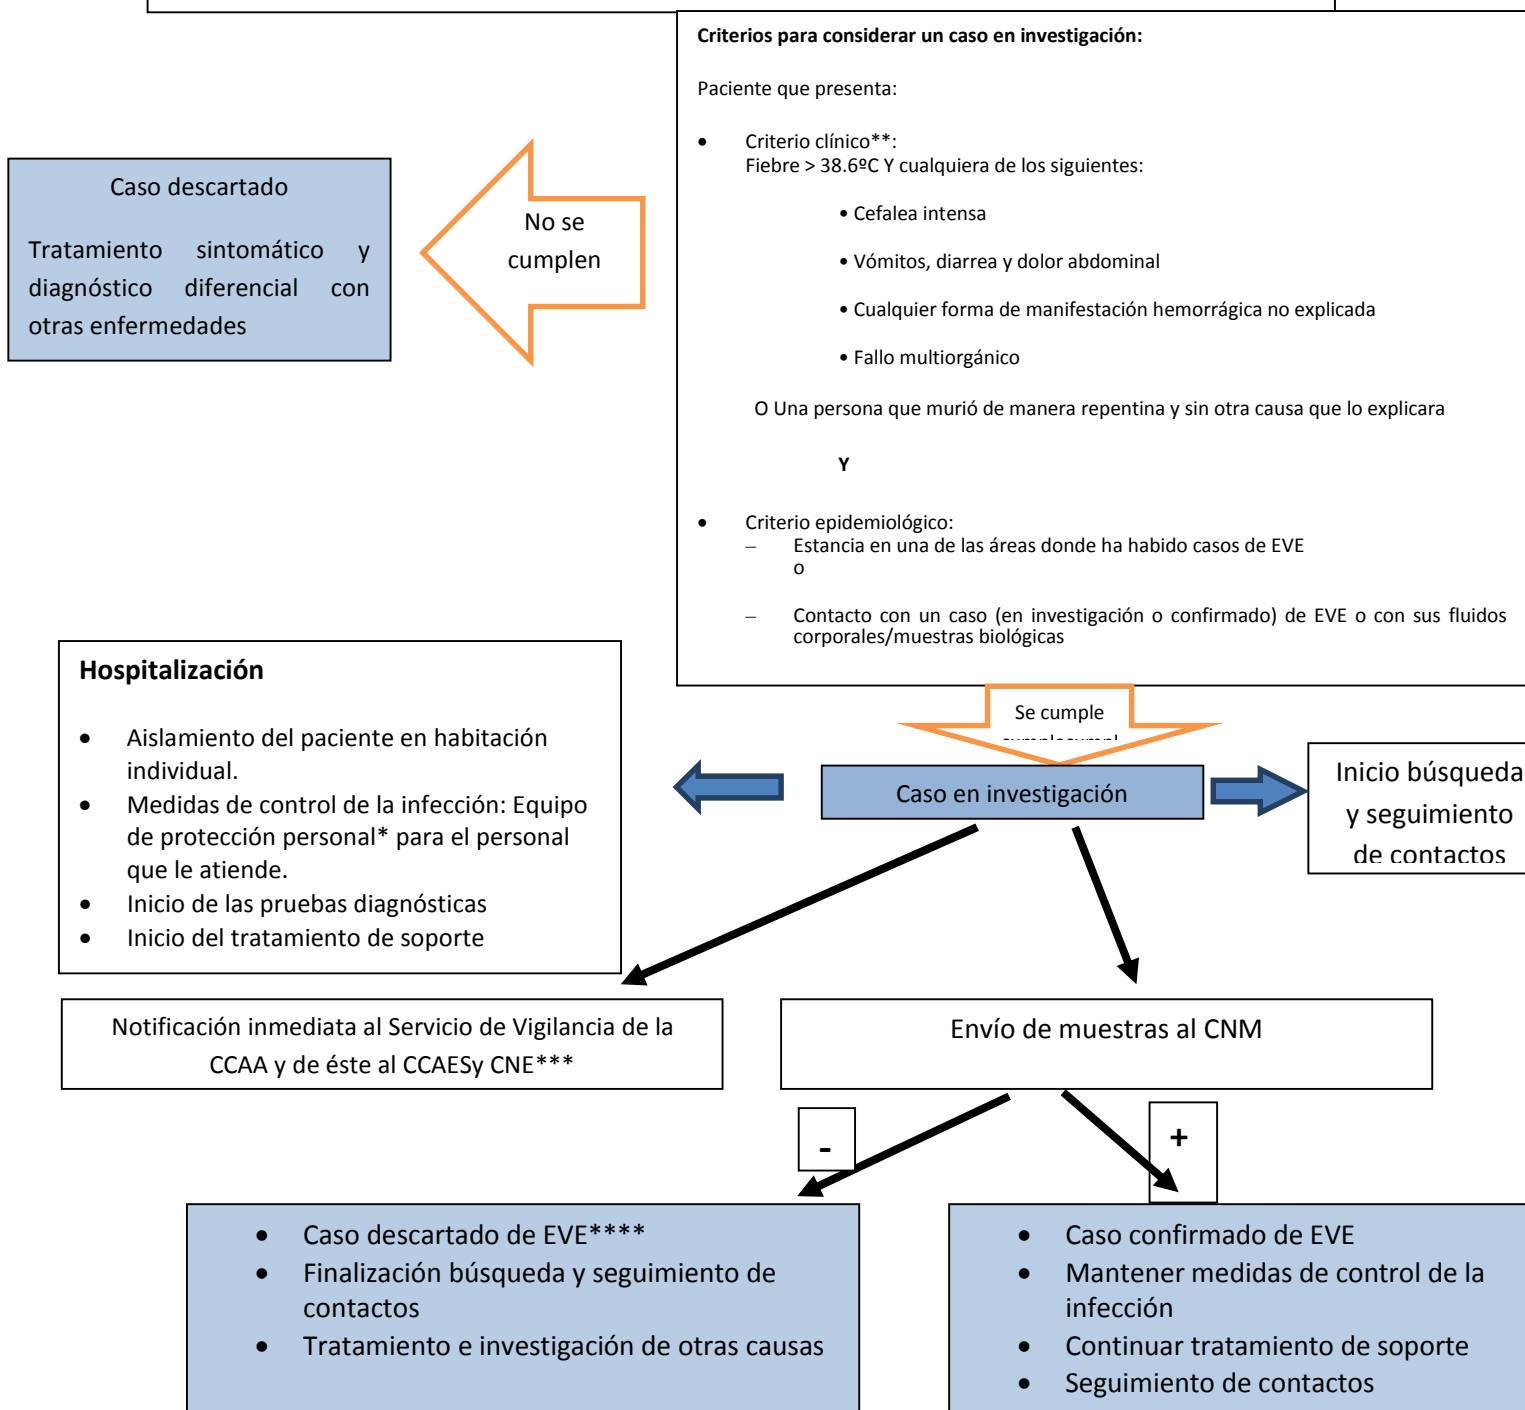 Criterios para considerar un caso en investigación:
Paciente que presenta:
• Criterio clínico**:
Fiebre > 38.6ºC Y cualquiera de los siguientes:
• Cefalea intensa
• Vómitos, diarrea y dolor abdominal
• Cualquier forma de manifestación hemorrágica no explicada
• Fallo multiorgánico
O Una persona que murió de manera repentina y sin otra causa que lo explicara
Y
• Criterio epidemiológico:
– Estancia en una de las áreas donde ha habido casos de EVE
o
– Contacto con un caso (en investigación o confirmado) de EVE o con sus fluidos
corporales/muestras biológicas
No se
cumplen
Caso descartado
Tratamiento sintomático y
diagnóstico diferencial con
otras enfermedades
Se cumple
Caso en investigación
Hospitalización
• Aislamiento del paciente en habitación
individual.
• Medidas de control de la infección: Equipo
de protección personal* para el personal
que le atiende.
• Inicio de las pruebas diagnósticas
• Inicio del tratamiento de soporte
Inicio búsqueda
y seguimiento
de contactos
Notificación inmediata al Servicio de Vigilancia de la
CCAA y de éste al CCAESy CNE***
Envío de muestras al CNM
-
+
• Caso descartado de EVE****
• Finalización búsqueda y seguimiento de
contactos
• Tratamiento e investigación de otras causas
• Caso confirmado de EVE
• Mantener medidas de control de la
infección
• Continuar tratamiento de soporte
• Seguimiento de contactos